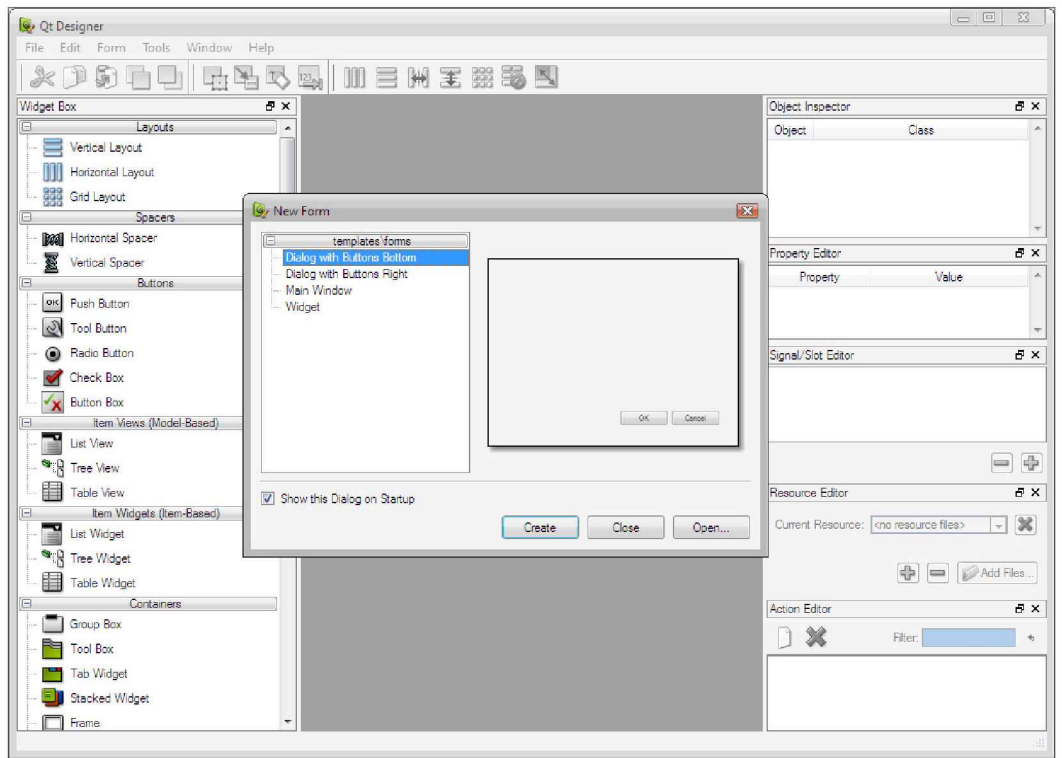 Qt Designer
File Edit Form Tools Window Help
Widget Box
Layouts
Vertical Layout
Horizontal Layout
Grid Layout
Spacers
Horizontal Spacer
Vertical Spacer
Buttons
OK Push Button
Tool Button
Radio Button
Check Box
Button Box
Item Views (Model-Based)
List View
Tree View
Table View
Item Widgets (Item-Based)
List Widget
Tree Widget
Table Widget
Containers
Group Box
Tool Box
Tab Widget
Stacked Widget
Frame
New Form
templates\forms
Dialog with Buttons Bottom
Dialog with Buttons Right
Main Window
Widget
OK Cancel
Show this Dialog on Startup
Create Close Open...
Object Inspector
Object Class
Property Editor
Property Value
Signal/Slot Editor
Resource Editor
Current Resource: <no resource files>
Add Files...
Action Editor
Filter: